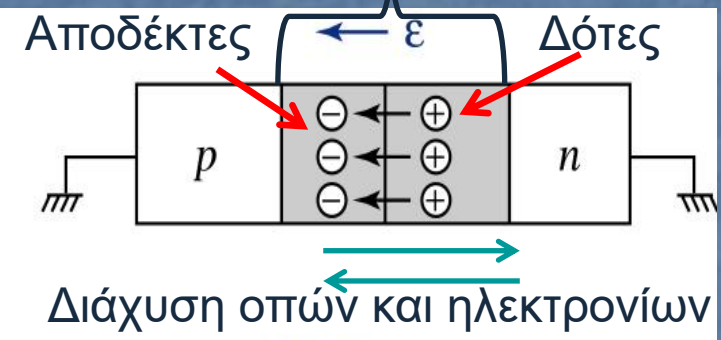 Αποδέκτες ε Δότες
− +
p − + n
− +
Διάχυση οπών και ηλεκτρονίων